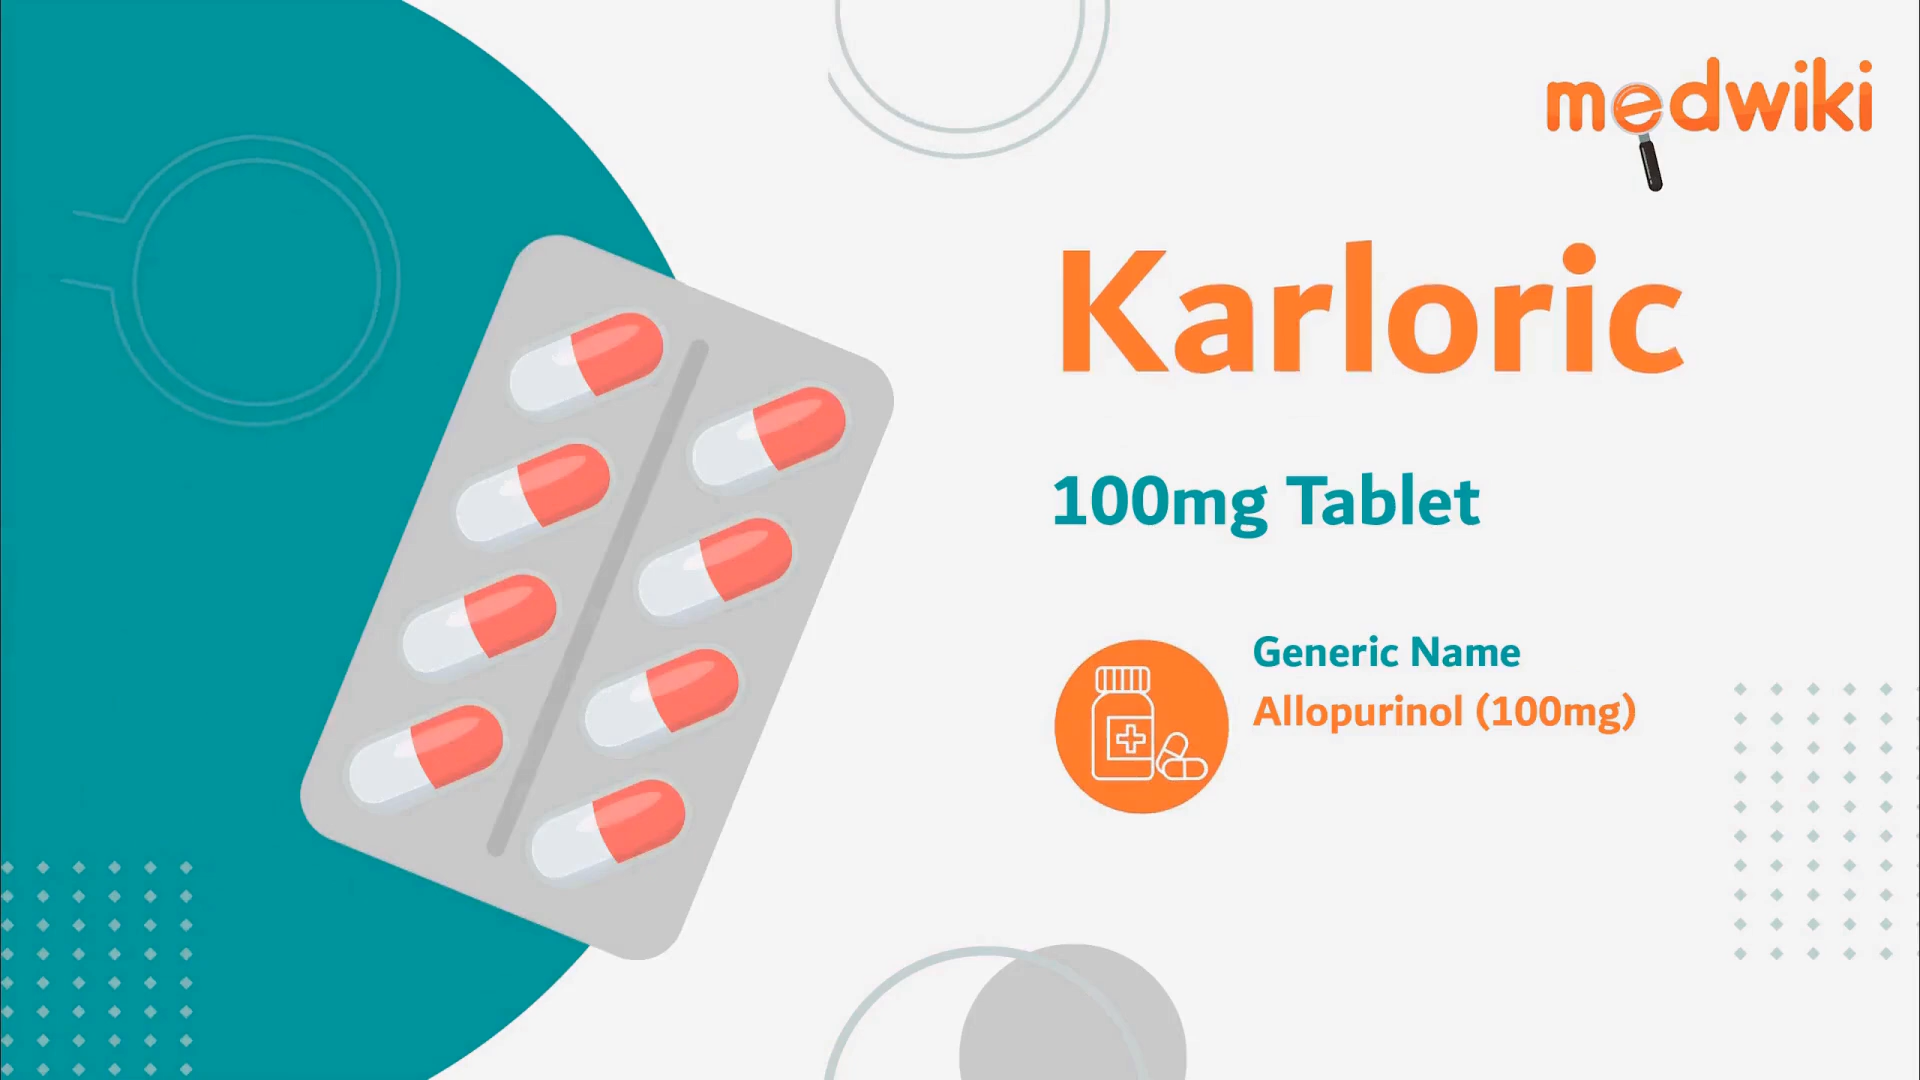 medwiki
Karloric
100mg Tablet
Generic Name
Allopurinol (100mg)